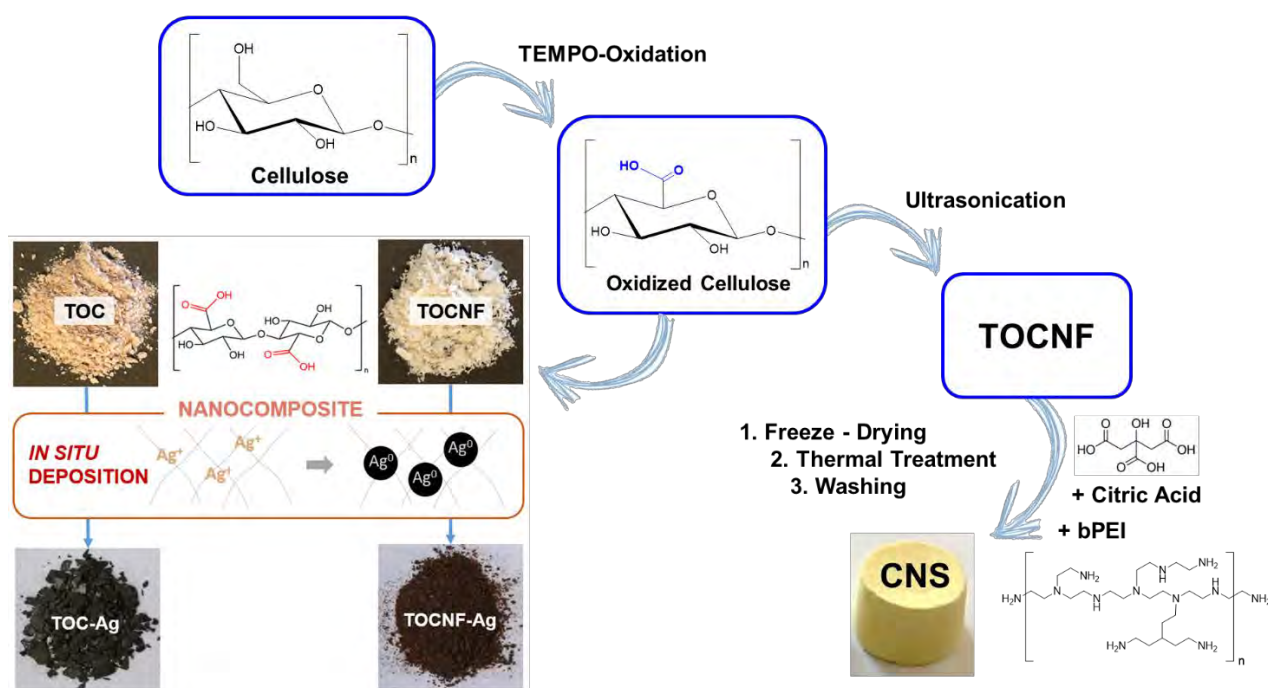 OH
O
HO
OH
O
n
Cellulose
TEMPO-Oxidation
HO
O
O
HO
OH
O
n
Oxidized Cellulose
Ultrasonication
TOCNF
TOC
OH
O
O
HO
OH
O
HO
OH
O
O
O
OH
n
TOCNF
NANOCOMPOSITE
IN SITU
DEPOSITION
Ag⁺
Ag⁺
Ag⁺
Ag⁰
Ag⁰
Ag⁰
TOC-Ag
TOCNF-Ag
1. Freeze - Drying
2. Thermal Treatment
3. Washing
O
OH
O
HO
OH
O
OH
+ Citric Acid
+ bPEI
CNS
NH₂
H
N
NH₂
H₂N
N
N
H
N
N
H
N
NH₂
H₂N
NH₂
n